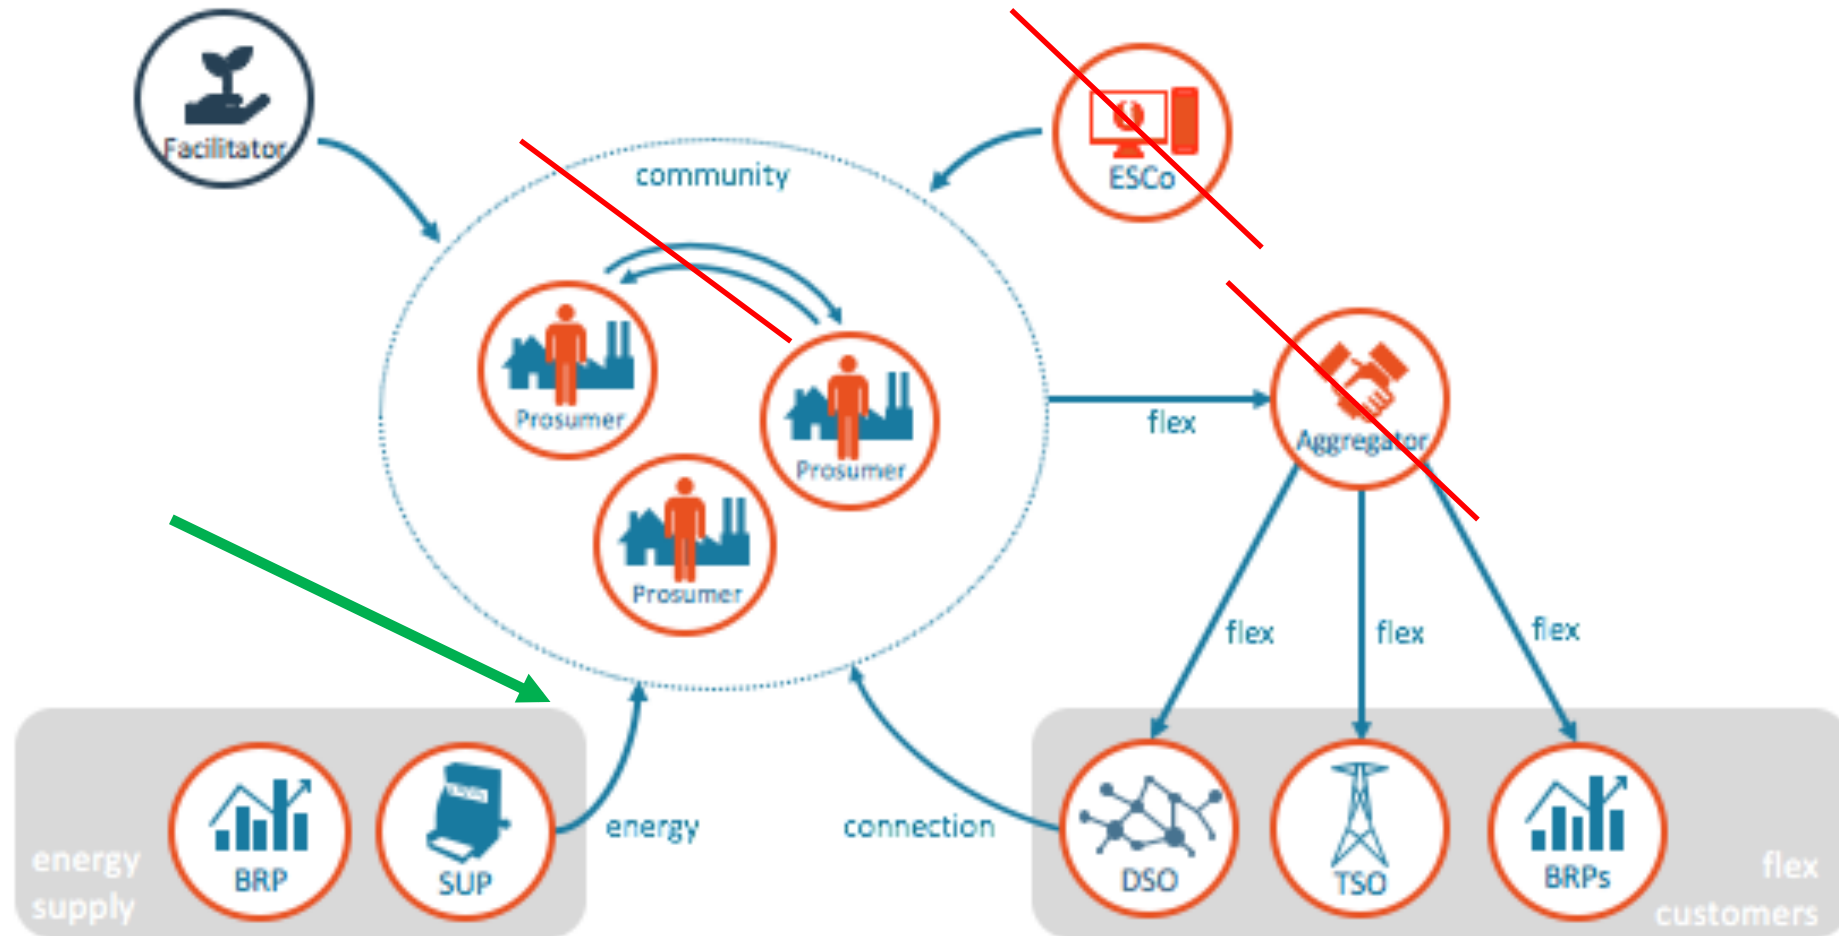 Facilitator
ESCo
community
Prosumer
Prosumer
Prosumer
flex
Aggregator
flex
flex
flex
energy
supply
BRP
SUP
energy
connection
DSO
TSO
BRPs
flex
customers